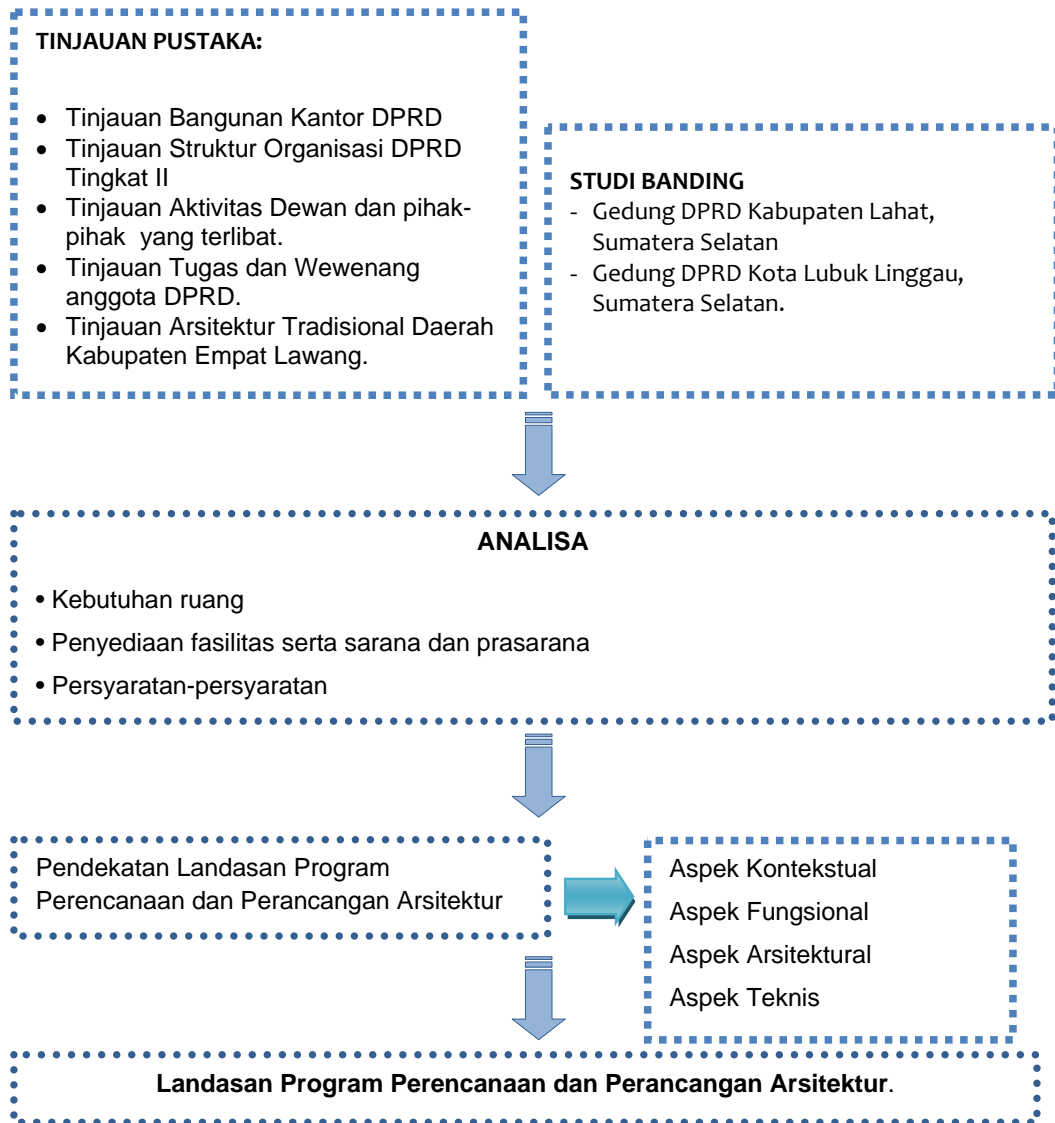 TINJAUAN PUSTAKA:
• Tinjauan Bangunan Kantor DPRD
• Tinjauan Struktur Organisasi DPRD
Tingkat II
• Tinjauan Aktivitas Dewan dan pihak-
pihak yang terlibat.
• Tinjauan Tugas dan Wewenang
anggota DPRD.
• Tinjauan Arsitektur Tradisional Daerah
Kabupaten Empat Lawang.
STUDI BANDING
- Gedung DPRD Kabupaten Lahat,
Sumatera Selatan
- Gedung DPRD Kota Lubuk Linggau,
Sumatera Selatan.
ANALISA
• Kebutuhan ruang
• Penyediaan fasilitas serta sarana dan prasarana
• Persyaratan-persyaratan
Pendekatan Landasan Program
Perencanaan dan Perancangan Arsitektur
Aspek Kontekstual
Aspek Fungsional
Aspek Arsitektural
Aspek Teknis
Landasan Program Perencanaan dan Perancangan Arsitektur.